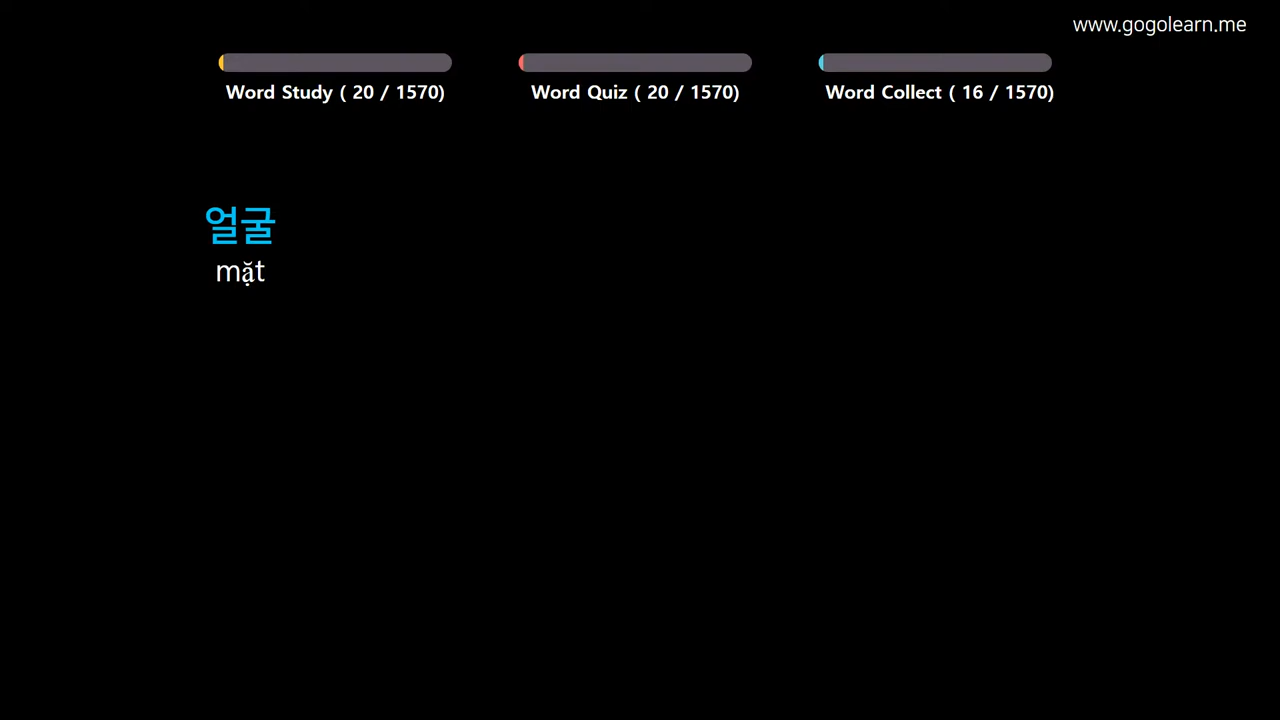 www.gogolearn.me
Word Study ( 20 / 1570)
Word Quiz ( 20 / 1570)
Word Collect ( 16 / 1570)
얼굴
mặt